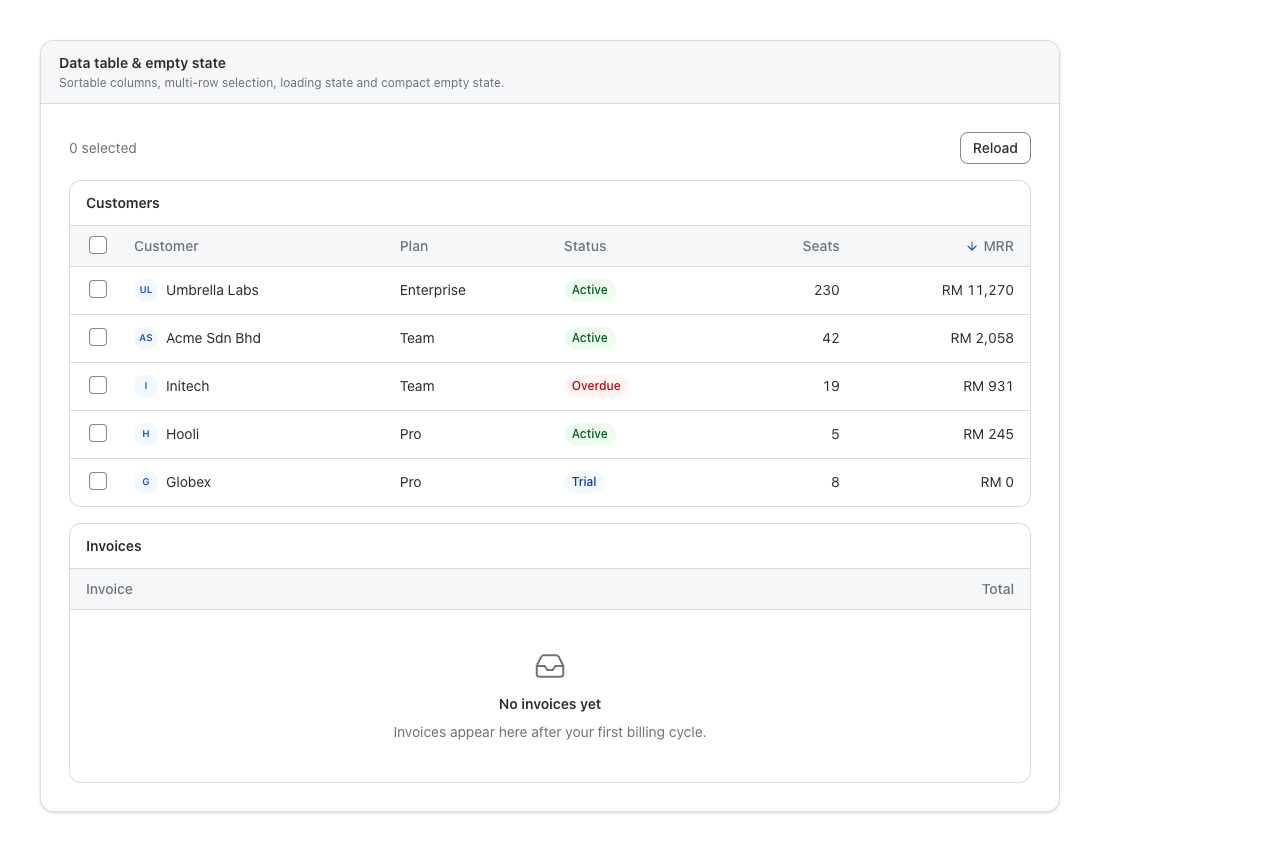 Data table & empty state
Sortable columns, multi-row selection, loading state and compact empty state.
0 selected
Reload
Customers
Customer Plan Status Seats MRR
UL Umbrella Labs Enterprise Active 230 RM 11,270
AS Acme Sdn Bhd Team Active 42 RM 2,058
I Initech Team Overdue 19 RM 931
H Hooli Pro Active 5 RM 245
G Globex Pro Trial 8 RM 0
Invoices
Invoice Total
No invoices yet
Invoices appear here after your first billing cycle.